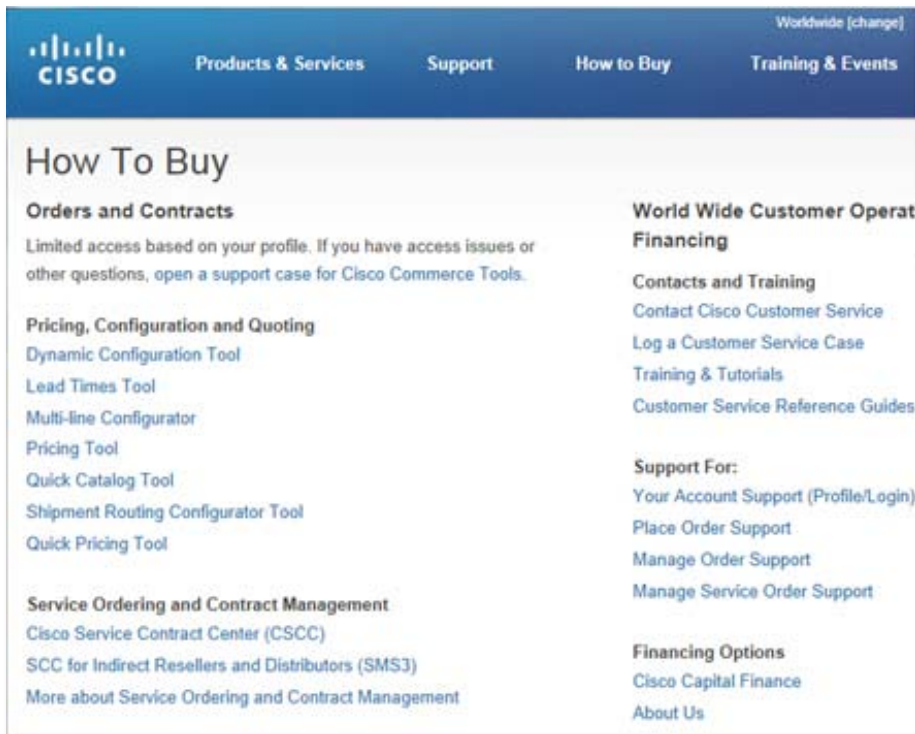 Worldwide [change]
CISCO
Products & Services
Support
How to Buy
Training & Events
How To Buy
Orders and Contracts
Limited access based on your profile. If you have access issues or
other questions, open a support case for Cisco Commerce Tools.
Pricing, Configuration and Quoting
Dynamic Configuration Tool
Lead Times Tool
Multi-line Configurator
Pricing Tool
Quick Catalog Tool
Shipment Routing Configurator Tool
Quick Pricing Tool
Service Ordering and Contract Management
Cisco Service Contract Center (CSCC)
SCC for Indirect Resellers and Distributors (SMS3)
More about Service Ordering and Contract Management
World Wide Customer Operat
Financing
Contacts and Training
Contact Cisco Customer Service
Log a Customer Service Case
Training & Tutorials
Customer Service Reference Guides
Support For:
Your Account Support (Profile/Login)
Place Order Support
Manage Order Support
Manage Service Order Support
Financing Options
Cisco Capital Finance
About Us